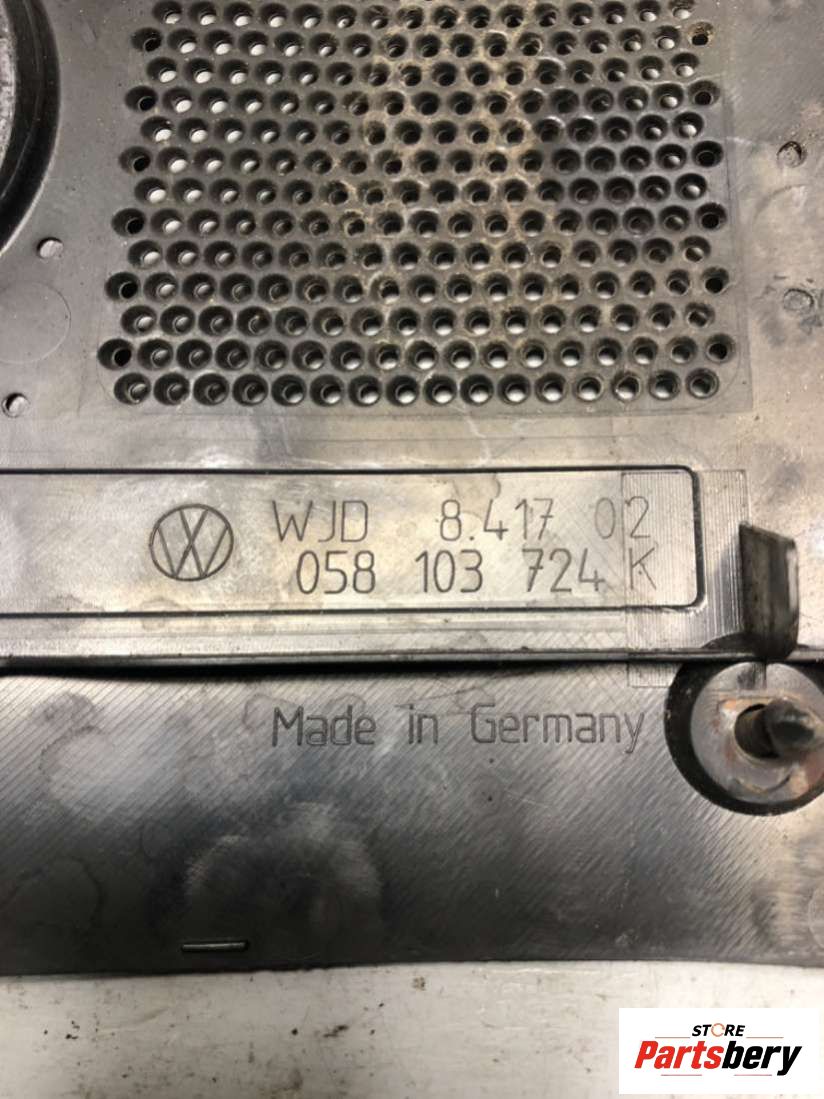 WJD 8.417 02
058 103 724 K
Made in Germany
STORE
Partsbery